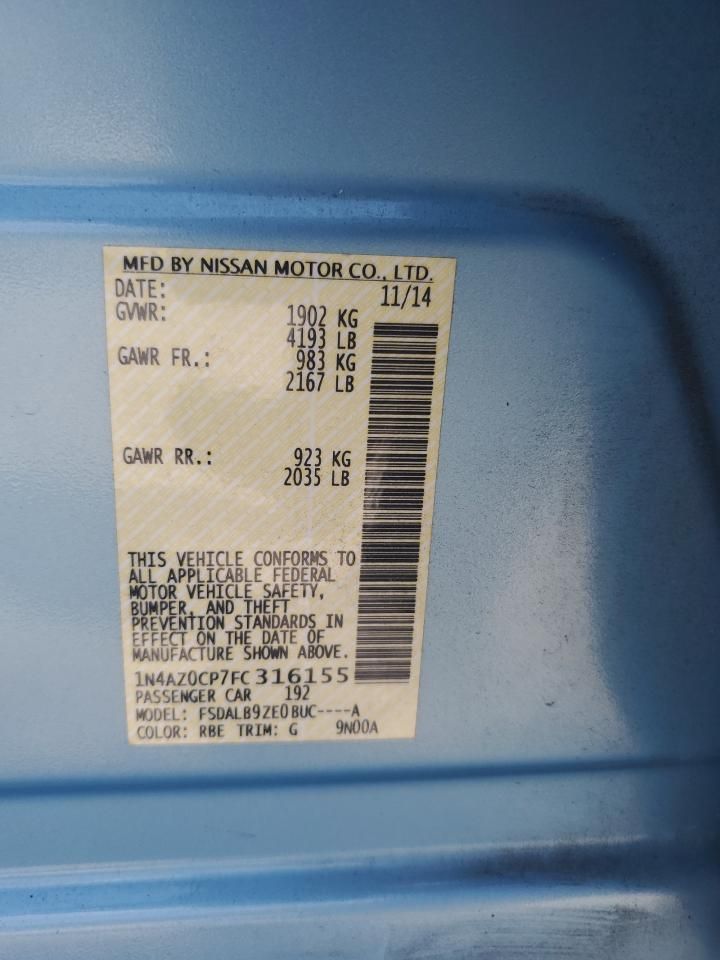 MFD BY NISSAN MOTOR CO., LTD.
DATE: 11/14
GVWR: 1902 KG
4193 LB
GAWR FR.: 983 KG
2167 LB
GAWR RR.: 923 KG
2035 LB
THIS VEHICLE CONFORMS TO
ALL APPLICABLE FEDERAL
MOTOR VEHICLE SAFETY,
BUMPER, AND THEFT
PREVENTION STANDARDS IN
EFFECT ON THE DATE OF
MANUFACTURE SHOWN ABOVE.
1N4AZ0CP7FC316155
PASSENGER CAR 192
MODEL: FSDALB9ZE0BUC----A
COLOR: RBE TRIM: G 9N00A